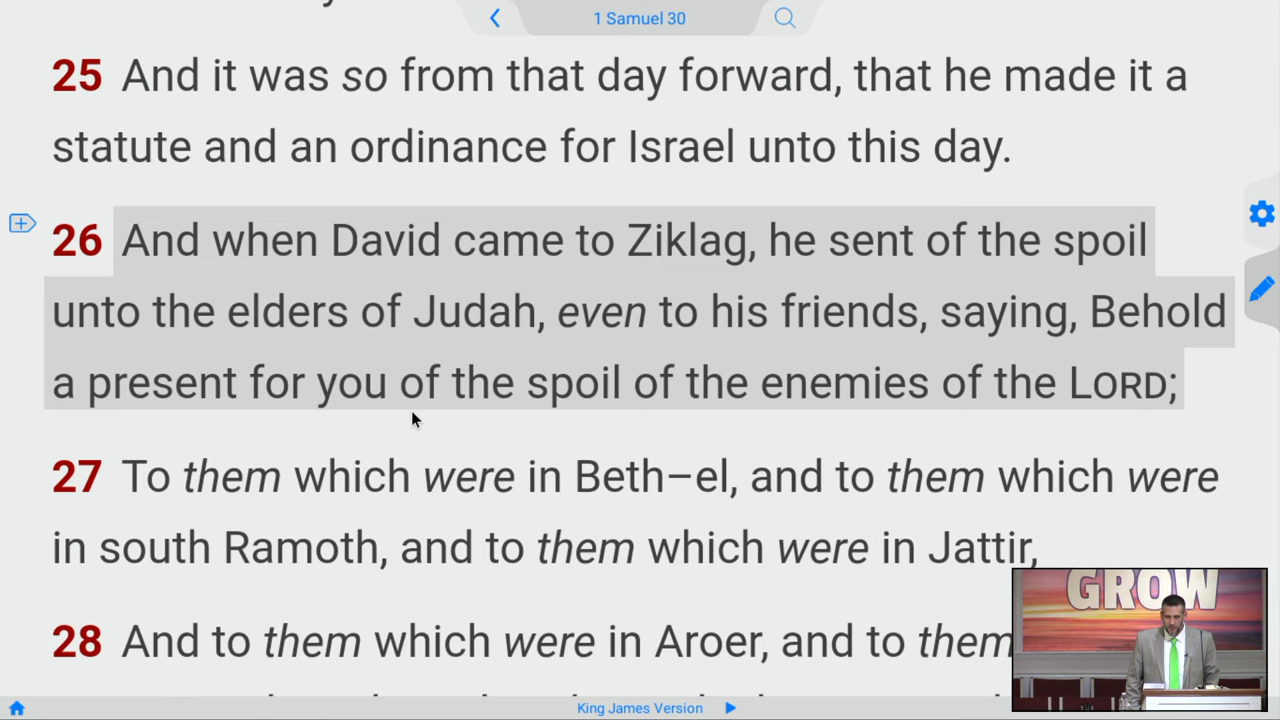 1 Samuel 30
25 And it was so from that day forward, that he made it a
statute and an ordinance for Israel unto this day.
26 And when David came to Ziklag, he sent of the spoil
unto the elders of Judah, even to his friends, saying, Behold
a present for you of the spoil of the enemies of the LORD;
27 To them which were in Beth–el, and to them which were
in south Ramoth, and to them which were in Jattir,
28 And to them which were in Aroer, and to them
GROW
King James Version